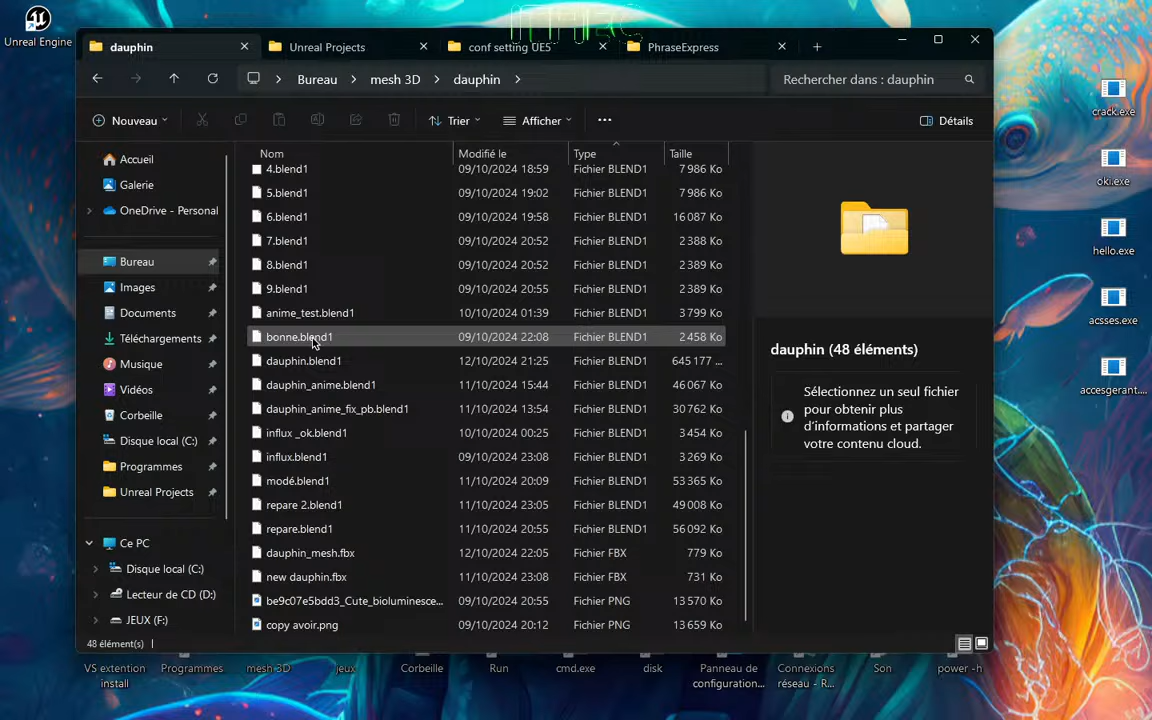 Unreal Engine
dauphin
Unreal Projects
conf setting UE5
PhraseExpress
Bureau > mesh 3D > dauphin >
Rechercher dans : dauphin
Nouveau
Trier
Afficher
Détails
Accueil
Galerie
OneDrive - Personal
Bureau
Images
Documents
Téléchargements
Musique
Vidéos
Corbeille
Disque local (C:)
Programmes
Unreal Projects
Ce PC
Disque local (C:)
Lecteur de CD (D:)
JEUX (F:)
Nom Modifié le Type Taille
4.blend1 09/10/2024 18:59 Fichier BLEND1 7 986 Ko
5.blend1 09/10/2024 19:02 Fichier BLEND1 7 986 Ko
6.blend1 09/10/2024 19:58 Fichier BLEND1 16 087 Ko
7.blend1 09/10/2024 20:52 Fichier BLEND1 2 388 Ko
8.blend1 09/10/2024 20:52 Fichier BLEND1 2 389 Ko
9.blend1 09/10/2024 20:55 Fichier BLEND1 2 389 Ko
anime_test.blend1 10/10/2024 01:39 Fichier BLEND1 3 799 Ko
bonne.blend1 09/10/2024 22:08 Fichier BLEND1 2 458 Ko
dauphin.blend1 12/10/2024 21:25 Fichier BLEND1 645 177 ...
dauphin_anime.blend1 11/10/2024 15:44 Fichier BLEND1 46 067 Ko
dauphin_anime_fix_pb.blend1 11/10/2024 13:54 Fichier BLEND1 30 762 Ko
influx _ok.blend1 10/10/2024 00:25 Fichier BLEND1 3 454 Ko
influx.blend1 09/10/2024 23:08 Fichier BLEND1 3 269 Ko
modé.blend1 11/10/2024 20:09 Fichier BLEND1 53 365 Ko
repare 2.blend1 11/10/2024 23:05 Fichier BLEND1 49 008 Ko
repare.blend1 11/10/2024 20:55 Fichier BLEND1 56 092 Ko
dauphin_mesh.fbx 12/10/2024 22:05 Fichier FBX 779 Ko
new dauphin.fbx 11/10/2024 23:08 Fichier FBX 731 Ko
be9c07e5bdd3_Cute_bioluminesce... 09/10/2024 20:55 Fichier PNG 13 570 Ko
copy avoir.png 09/10/2024 20:12 Fichier PNG 13 659 Ko
dauphin (48 éléments)
Sélectionnez un seul fichier
pour obtenir plus
d'informations et partager
votre contenu cloud.
48 élément(s)
crack.exe
oki.exe
hello.exe
acsses.exe
accesgerant....
VS extention
install
Programmes
mesh 3D
jeux
Corbeille
Run
cmd.exe
disk
Panneau de
configuration...
Connexions
réseau - R...
Son
power -h